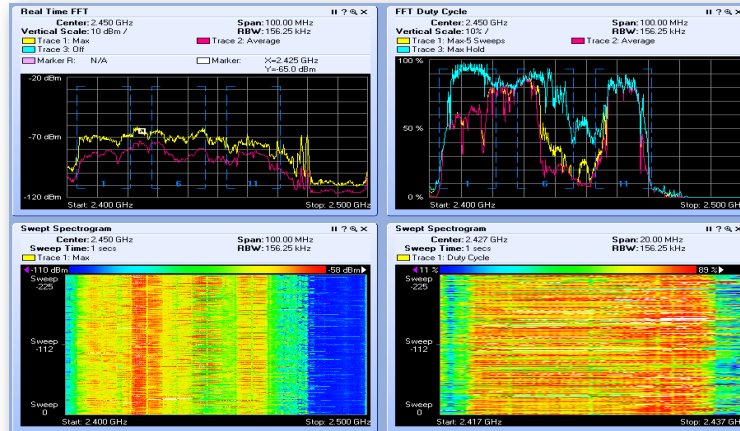 Real Time FFT
II ? X
Center: 2.450 GHz Span: 100.00 MHz
Vertical Scale: 10 dBm / RBW: 156.25 kHz
Trace 1: Max Trace 2: Average
Trace 3: Off
Marker R: N/A Marker: X=2.425 GHz
Y=-65.0 dBm
-20 dBm
-70 dBm
-120 dBm
1 6 11
Start: 2.400 GHz Stop: 2.500 GHz
FFT Duty Cycle
II ? X
Center: 2.450 GHz Span: 100.00 MHz
Vertical Scale: 10% / RBW: 156.25 kHz
Trace 1: Max-5 Sweeps Trace 2: Average
Trace 3: Max Hold
100 %
50 %
0 %
1 6 11
Start: 2.400 GHz Stop: 2.500 GHz
Swept Spectrogram
II ? X
Center: 2.450 GHz Span: 100.00 MHz
Sweep Time: 1 secs RBW: 156.25 kHz
Trace 1: Max
-110 dBm -58 dBm
Sweep
-225
Sweep
-112
Sweep
0
Start: 2.400 GHz Stop: 2.500 GHz
Swept Spectrogram
II ? X
Center: 2.427 GHz Span: 20.00 MHz
Sweep Time: 1 secs RBW: 156.25 kHz
Trace 1: Duty Cycle
11 % 89 %
Sweep
-225
Sweep
-112
Sweep
0
Start: 2.417 GHz Stop: 2.437 GHz